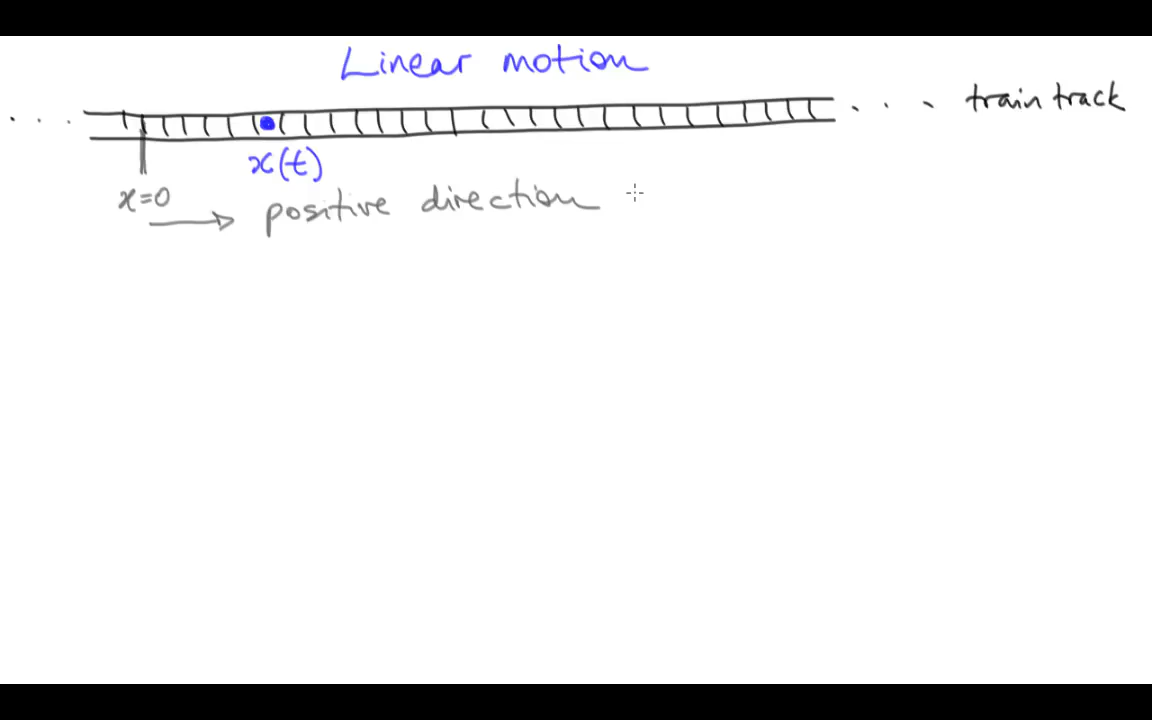 Linear motion
. . . . . . train track
x(t)
x=0
→ positive direction